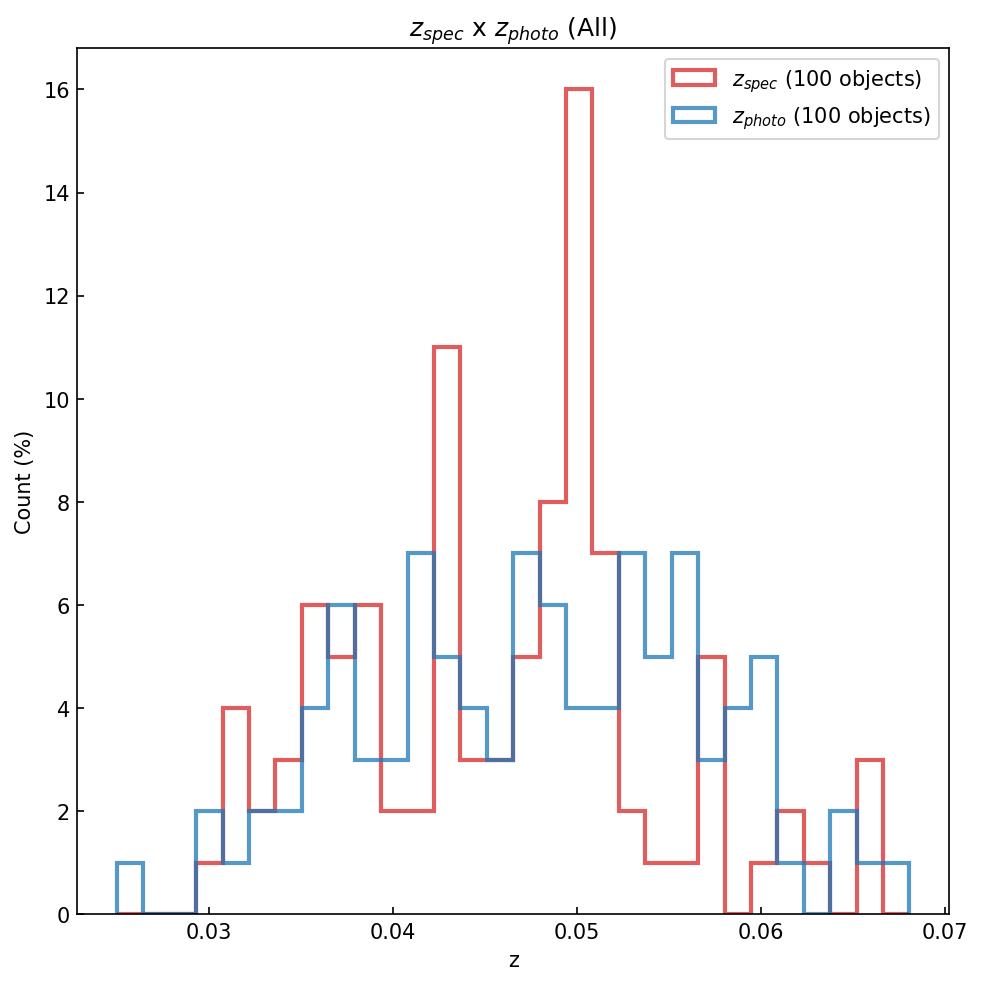 z_spec x z_photo (All)
z_spec (100 objects)
z_photo (100 objects)
Count (%)
16
14
12
10
8
6
4
2
0
0.03 0.04 0.05 0.06 0.07
z